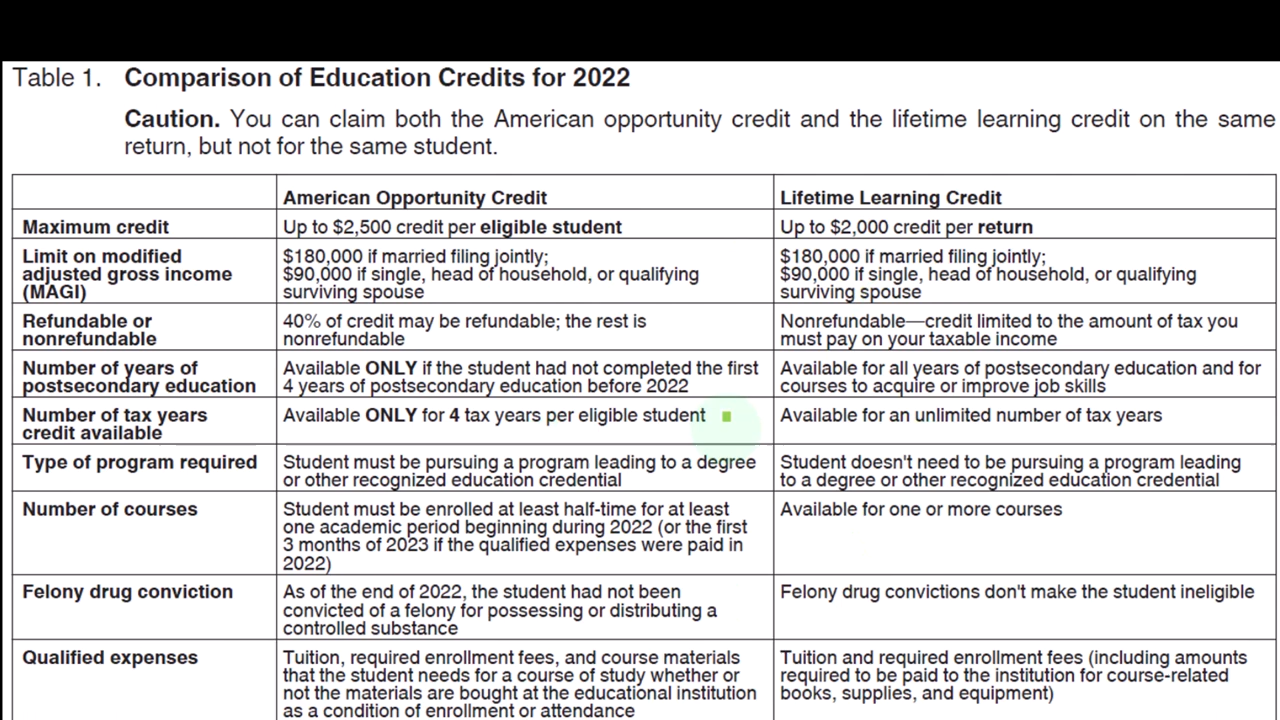 Table 1. Comparison of Education Credits for 2022
Caution. You can claim both the American opportunity credit and the lifetime learning credit on the same
return, but not for the same student.
American Opportunity Credit
Lifetime Learning Credit
Maximum credit
Up to $2,500 credit per eligible student
Up to $2,000 credit per return
Limit on modified
adjusted gross income
(MAGI)
$180,000 if married filing jointly;
$90,000 if single, head of household, or qualifying
surviving spouse
$180,000 if married filing jointly;
$90,000 if single, head of household, or qualifying
surviving spouse
Refundable or
nonrefundable
40% of credit may be refundable; the rest is
nonrefundable
Nonrefundable—credit limited to the amount of tax you
must pay on your taxable income
Number of years of
postsecondary education
Available ONLY if the student had not completed the first
4 years of postsecondary education before 2022
Available for all years of postsecondary education and for
courses to acquire or improve job skills
Number of tax years
credit available
Available ONLY for 4 tax years per eligible student
Available for an unlimited number of tax years
Type of program required
Student must be pursuing a program leading to a degree
or other recognized education credential
Student doesn't need to be pursuing a program leading
to a degree or other recognized education credential
Number of courses
Student must be enrolled at least half-time for at least
one academic period beginning during 2022 (or the first
3 months of 2023 if the qualified expenses were paid in
2022)
Available for one or more courses
Felony drug conviction
As of the end of 2022, the student had not been
convicted of a felony for possessing or distributing a
controlled substance
Felony drug convictions don't make the student ineligible
Qualified expenses
Tuition, required enrollment fees, and course materials
that the student needs for a course of study whether or
not the materials are bought at the educational institution
as a condition of enrollment or attendance
Tuition and required enrollment fees (including amounts
required to be paid to the institution for course-related
books, supplies, and equipment)